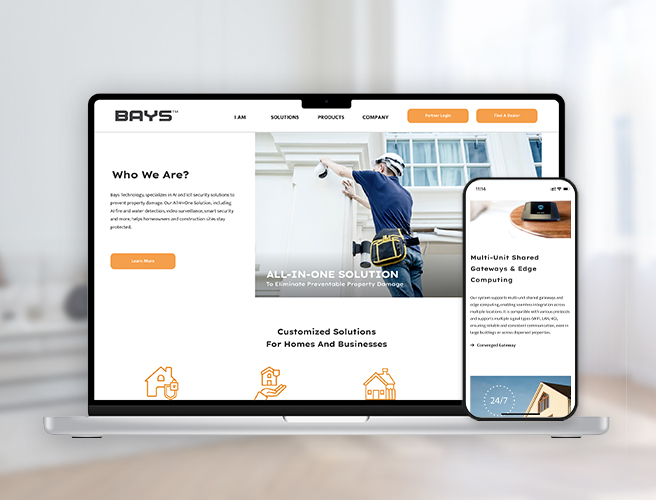 BAYS™
I AM
SOLUTIONS
PRODUCTS
COMPANY
Partner Login
Find A Dealer
Who We Are?
Bays Technology, specializes in AI and IoT security solutions to
prevent property damage. Our All-in-One Solution, including
AI fire and water detection, video surveillance, smart security
and more, helps homeowners and construction sites stay
protected.
Learn More
ALL-IN-ONE SOLUTION
To Eliminate Preventable Property Damage
Customized Solutions
For Homes And Businesses
11:14
Multi-Unit Shared
Gateways & Edge
Computing
Our system supports multi-unit shared gateways and
edge computing, enabling seamless integration across
multiple locations. It is compatible with various protocols
and supports multiple signal types (WiFi, LAN, 4G),
ensuring reliable and consistent communication, even in
large buildings or across dispersed properties.
→ Converged Gateway
24/7